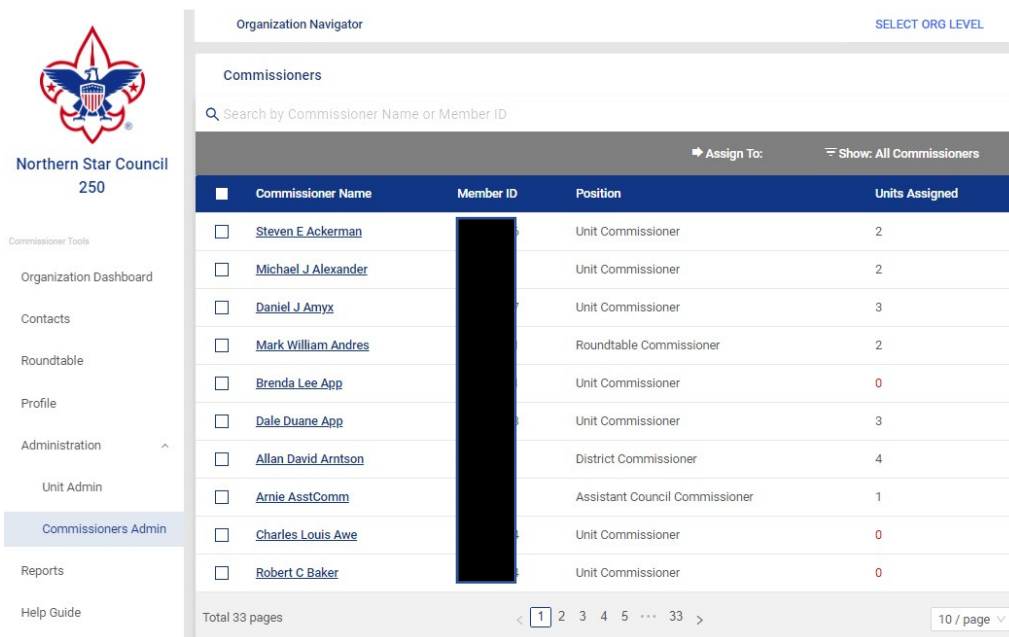 Organization Navigator
SELECT ORG LEVEL
Northern Star Council
250
Commissioner Tools
Organization Dashboard
Contacts
Roundtable
Profile
Administration
Unit Admin
Commissioners Admin
Reports
Help Guide
Commissioners
Search by Commissioner Name or Member ID
Assign To: Show: All Commissioners
Commissioner Name Member ID Position Units Assigned
Steven E Ackerman Unit Commissioner 2
Michael J Alexander Unit Commissioner 2
Daniel J Amyx Unit Commissioner 3
Mark William Andres Roundtable Commissioner 2
Brenda Lee App Unit Commissioner 0
Dale Duane App Unit Commissioner 3
Allan David Arntson District Commissioner 4
Arnie AsstComm Assistant Council Commissioner 1
Charles Louis Awe Unit Commissioner 0
Robert C Baker Unit Commissioner 0
Total 33 pages < 1 2 3 4 5 ••• 33 > 10 / page